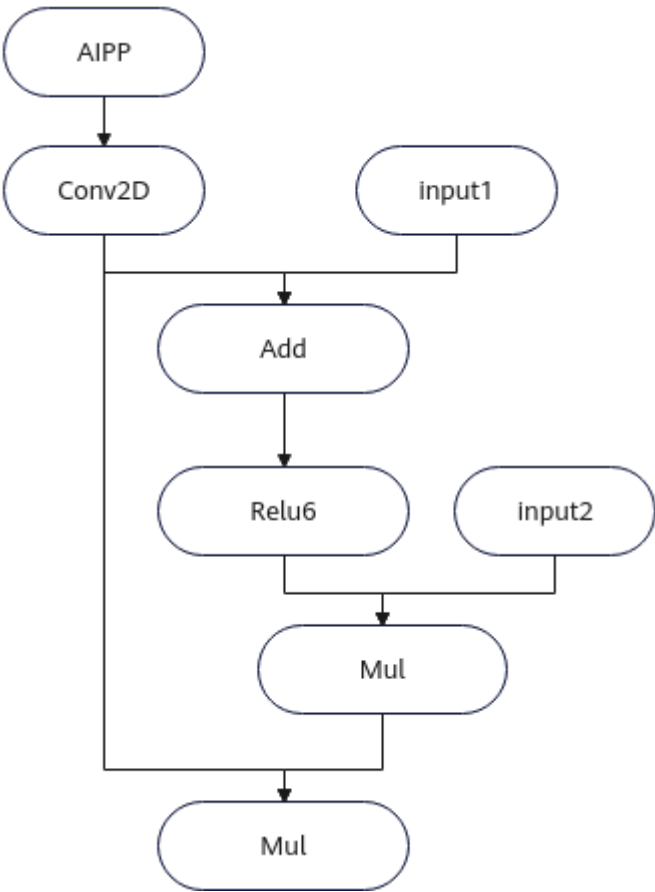 AIPP
Conv2D
input1
Add
Relu6
input2
Mul
Mul